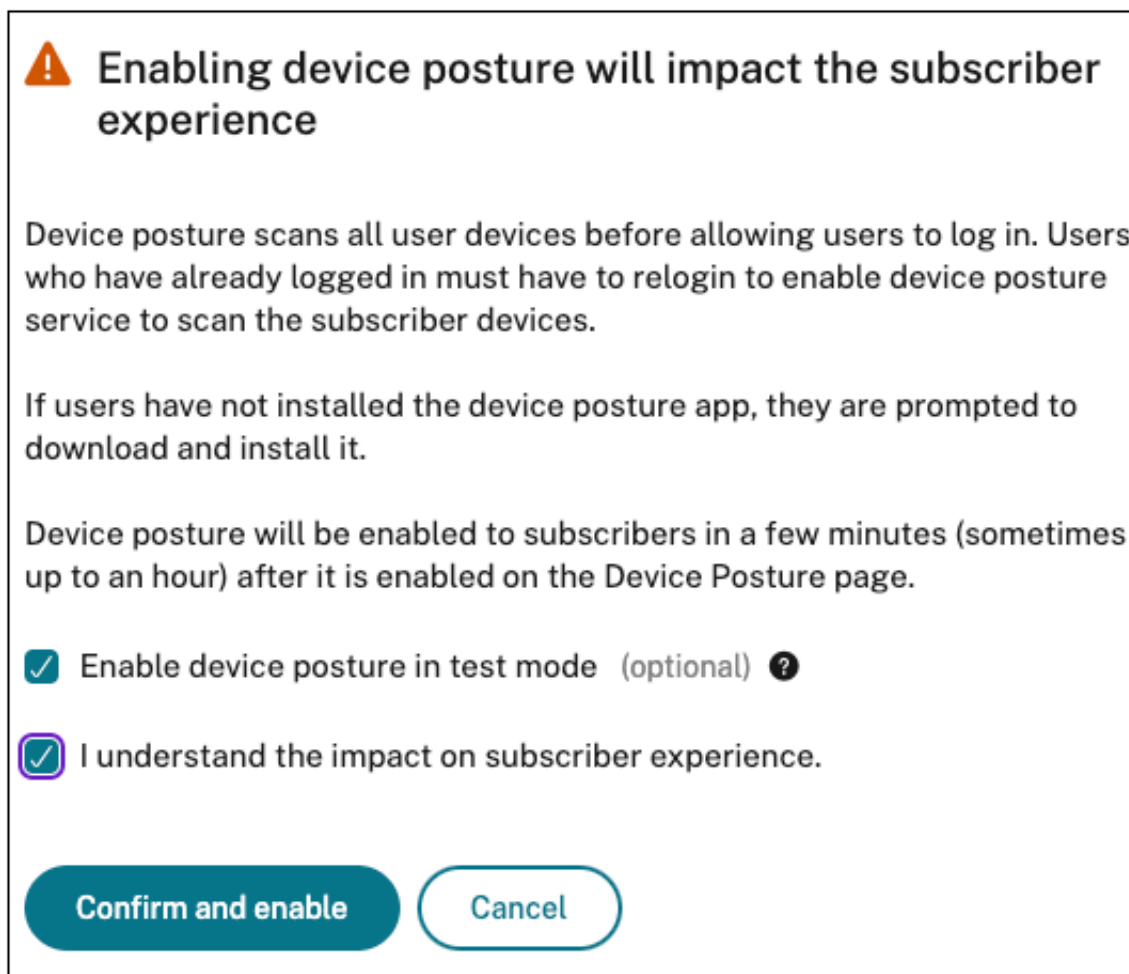 Enabling device posture will impact the subscriber
experience
Device posture scans all user devices before allowing users to log in. Users
who have already logged in must have to relogin to enable device posture
service to scan the subscriber devices.
If users have not installed the device posture app, they are prompted to
download and install it.
Device posture will be enabled to subscribers in a few minutes (sometimes
up to an hour) after it is enabled on the Device Posture page.
Enable device posture in test mode (optional) ?
I understand the impact on subscriber experience.
Confirm and enable Cancel